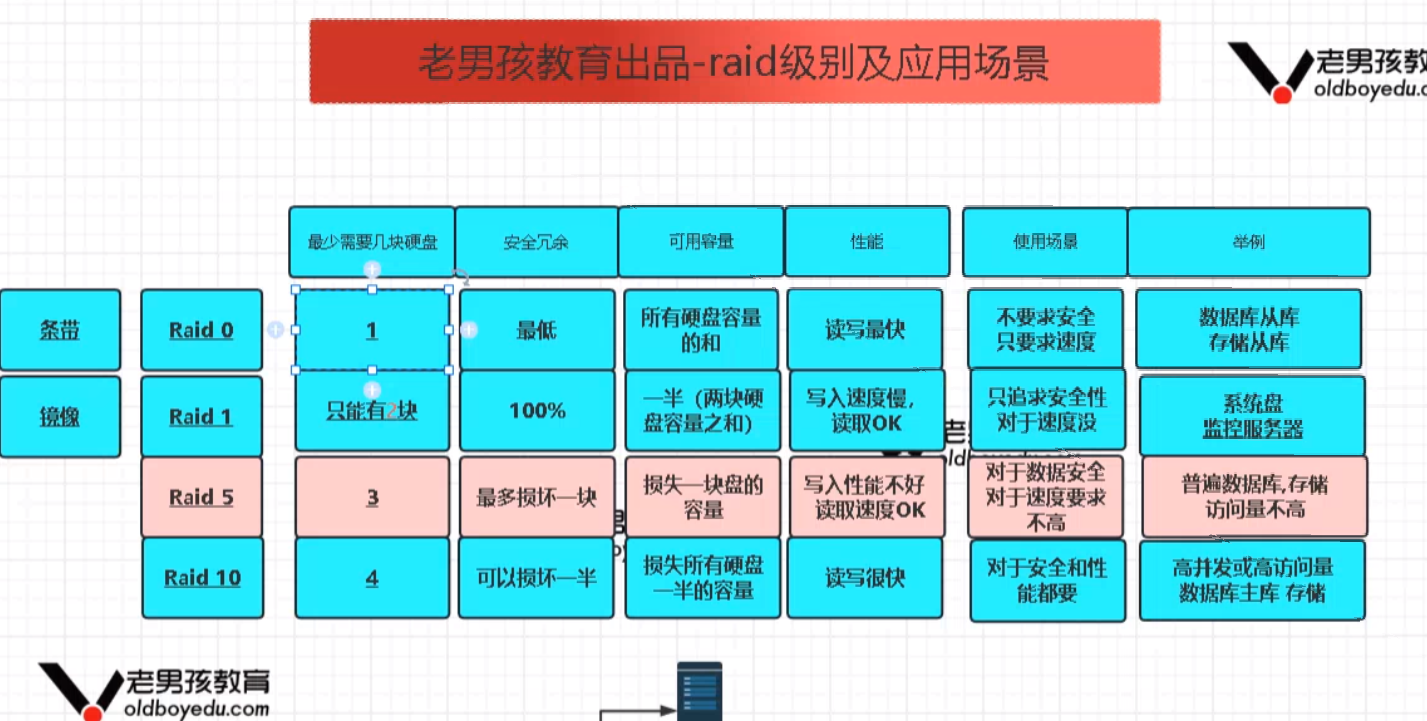 老男孩教育出品-raid级别及应用场景
老男孩教
oldboyedu.c
最少需要几块硬盘
安全冗余
可用容量
性能
使用场景
举例
条带
Raid 0
1
最低
所有硬盘容量
的和
读写最快
不要求安全
只要求速度
数据库从库
存储从库
镜像
Raid 1
只能有2块
100%
一半（两块硬
盘容量之和）
写入速度慢,
读取OK
只追求安全性
对于速度没
系统盘
监控服务器
老
Raid 5
3
最多损坏一块
损失一块盘的
容量
写入性能不好
读取速度OK
对于数据安全
对于速度要求
不高
普遍数据库,存储
访问量不高
Raid 10
4
可以损坏一半
损失所有硬盘
一半的容量
读写很快
对于安全和性
能都要
高并发或高访问量
数据库主库 存储
老男孩教育
oldboyedu.com